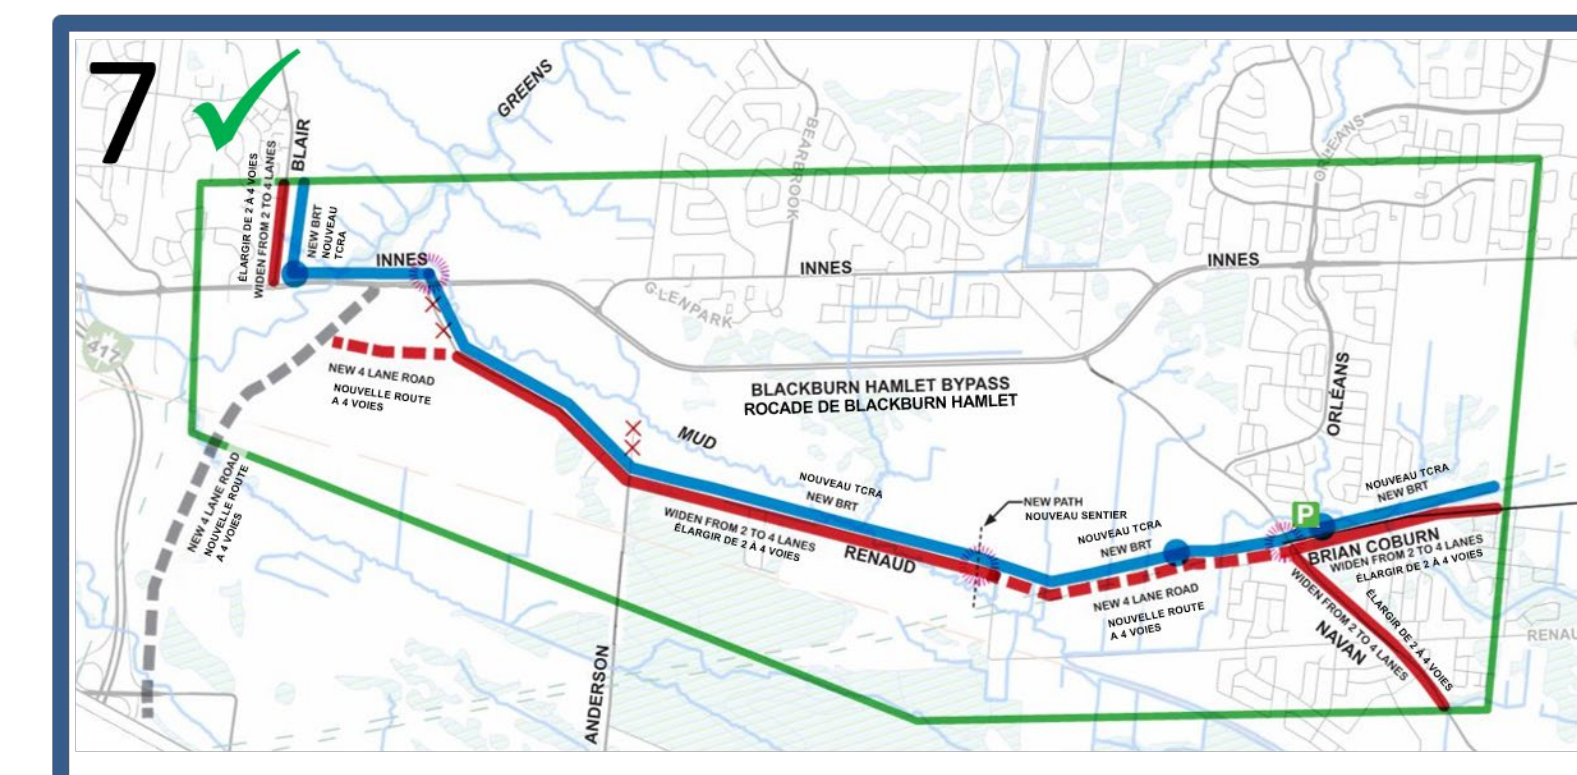 7
GREENS
BLAIR
ÉLARGIR DE 2 À 4 VOIES
WIDEN FROM 2 TO 4 LANES
NEW BRT
NOUVEAU
TCRA
BEARBROOK
ORLÉANS
INNES
INNES
INNES
GLENPARK
417
NEW 4 LANE ROAD
NOUVELLE ROUTE
A 4 VOIES
BLACKBURN HAMLET BYPASS
ROCADE DE BLACKBURN HAMLET
ORLÉANS
MUD
NEW 4 LANE ROAD
NOUVELLE ROUTE
A 4 VOIES
NOUVEAU TCRA
NEW BRT
WIDEN FROM 2 TO 4 LANES
ÉLARGIR DE 2 À 4 VOIES
RENAUD
NEW PATH
NOUVEAU SENTIER
NOUVEAU TCRA
NEW BRT
NOUVEAU TCRA
NEW BRT
P
BRIAN COBURN
WIDEN FROM 2 TO 4 LANES
ÉLARGIR DE 2 À 4 VOIES
NEW 4 LANE ROAD
NOUVELLE ROUTE
A 4 VOIES
WIDEN FROM 2 TO 4 LANES
NAVAN
ÉLARGIR DE 2 À 4 VOIES
RENAU
ANDERSON